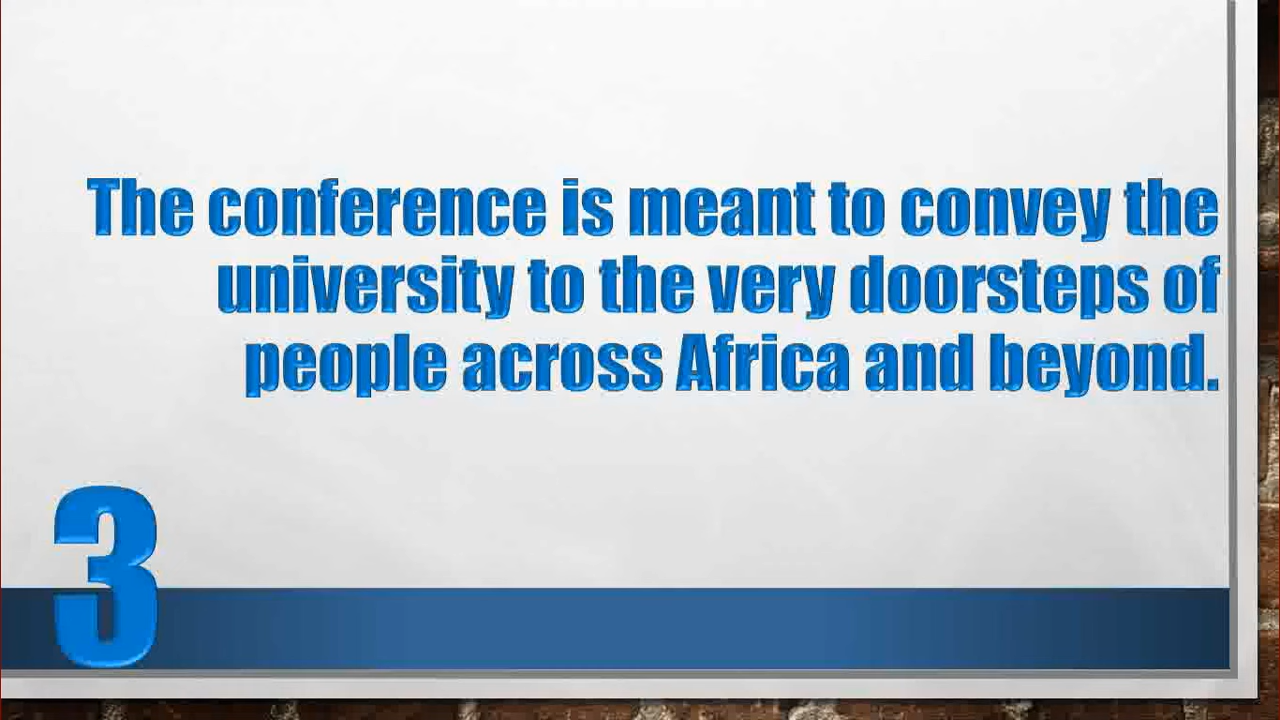 The conference is meant to convey the
university to the very doorsteps of
people across Africa and beyond.
3